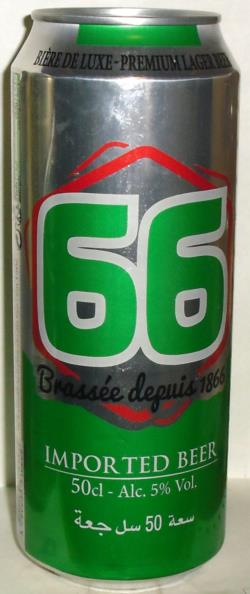 BIÈRE DE LUXE - PREMIUM LAGER BEER
66
Brassée depuis 1866
IMPORTED BEER
50cl - Alc. 5% Vol.
سعة 50 سل جعة